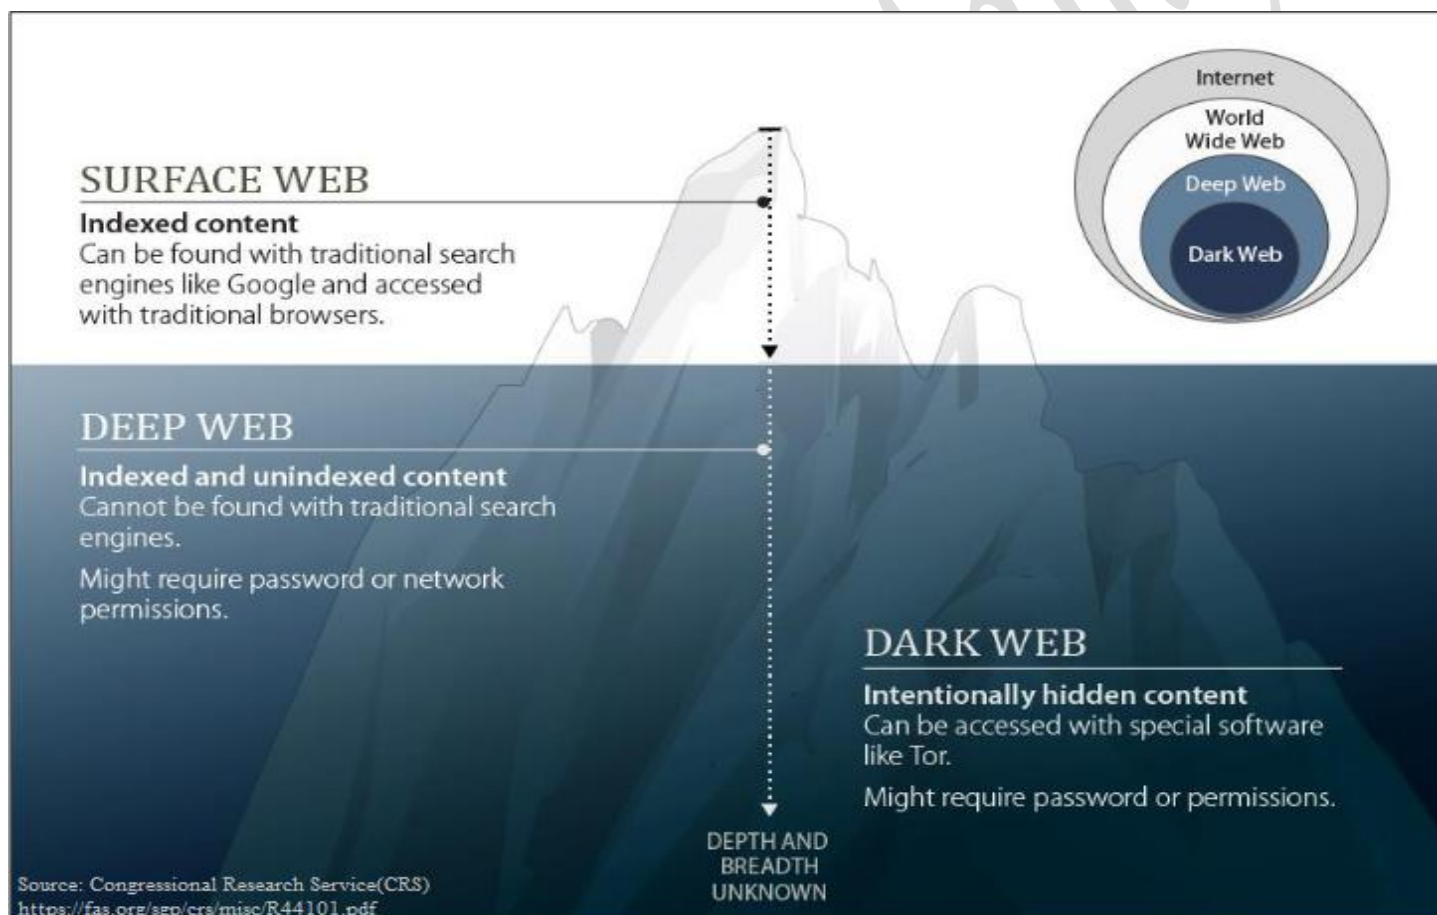 SURFACE WEB
Indexed content
Can be found with traditional search
engines like Google and accessed
with traditional browsers.
Internet
World
Wide Web
Deep Web
Dark Web
DEEP WEB
Indexed and unindexed content
Cannot be found with traditional search
engines.
Might require password or network
permissions.
DARK WEB
Intentionally hidden content
Can be accessed with special software
like Tor.
Might require password or permissions.
DEPTH AND
BREADTH
UNKNOWN
Source: Congressional Research Service(CRS)
https://fas.org/sgp/crs/misc/R44101.pdf